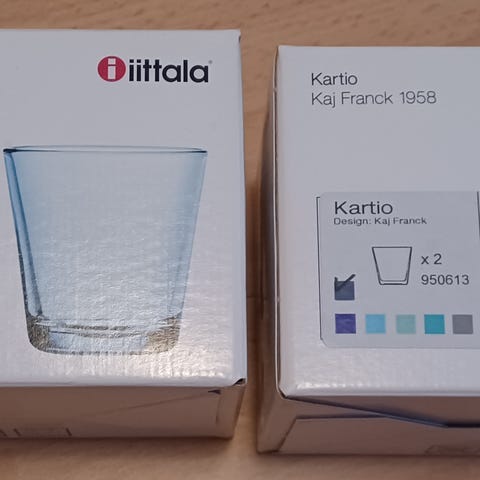 iittala
Kartio
Kaj Franck 1958
Kartio
Design: Kaj Franck
x 2
950613